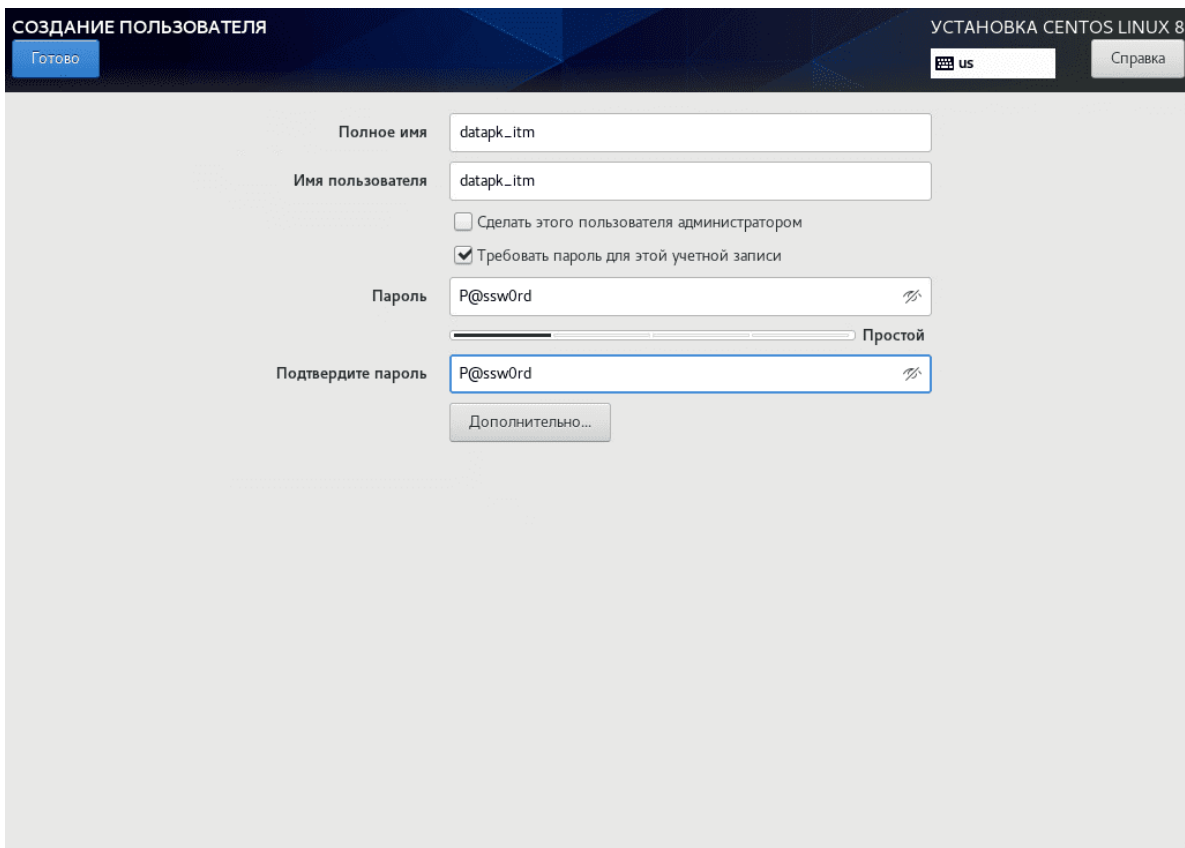 СОЗДАНИЕ ПОЛЬЗОВАТЕЛЯ
УСТАНОВКА CENTOS LINUX 8
Готово
us
Справка
Полное имя datapk_itm
Имя пользователя datapk_itm
Сделать этого пользователя администратором
Требовать пароль для этой учетной записи
Пароль P@ssw0rd
Простой
Подтвердите пароль P@ssw0rd
Дополнительно...